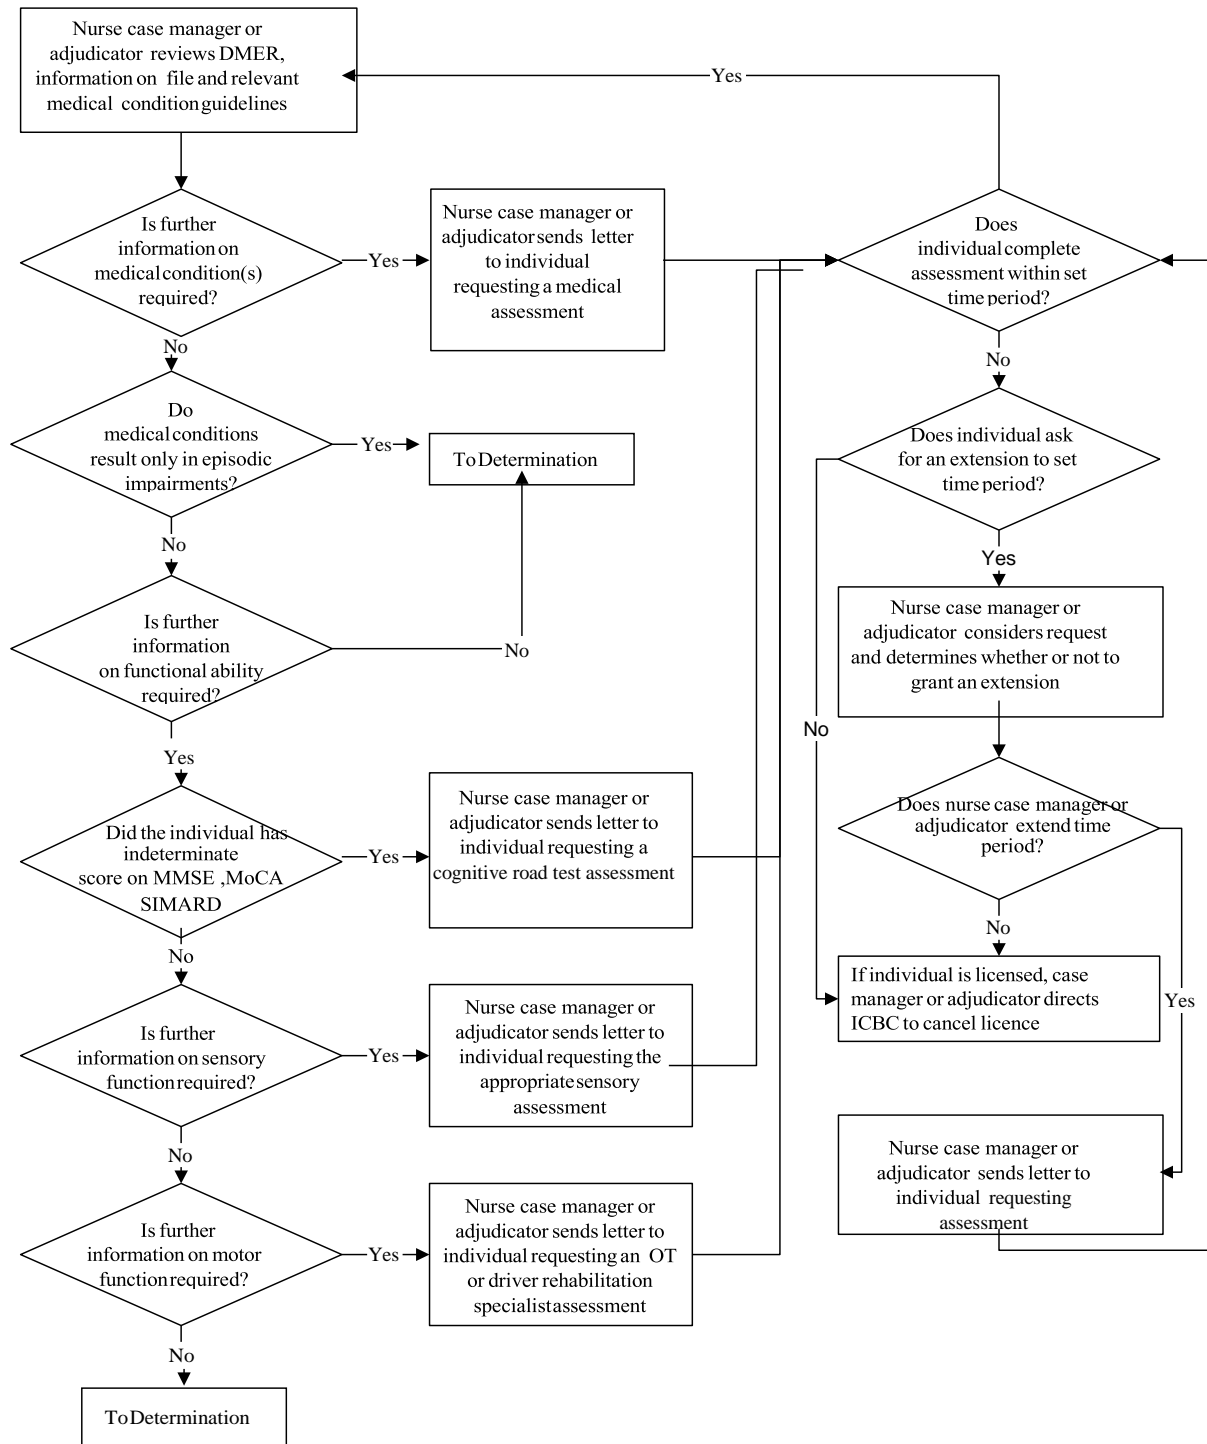 Nurse case manager or
adjudicator reviews DMER,
information on file and relevant
medical condition guidelines
Yes
Is further
information on
medical condition(s)
required?
Yes
Nurse case manager or
adjudicator sends letter
to individual
requesting a medical
assessment
Does
individual complete
assessment within set
time period?
No
No
Do
medical conditions
result only in episodic
impairments?
Yes
To Determination
Does individual ask
for an extension to set
time period?
No
Yes
Is further
information
on functional ability
required?
No
Nurse case manager or
adjudicator considers request
and determines whether or not to
grant an extension
No
Yes
Did the individual has
indeterminate
score on MMSE ,MoCA
SIMARD
Yes
Nurse case manager or
adjudicator sends letter to
individual requesting a
cognitive road test assessment
Does nurse case manager or
adjudicator extend time
period?
No
No
If individual is licensed, case
manager or adjudicator directs
ICBC to cancel licence
Yes
Is further
information on sensory
function required?
Yes
Nurse case manager or
adjudicator sends letter to
individual requesting the
appropriate sensory
assessment
No
Nurse case manager or
adjudicator sends letter to
individual requesting
assessment
Is further
information on motor
function required?
Yes
Nurse case manager or
adjudicator sends letter to
individual requesting an OT
or driver rehabilitation
specialist assessment
No
To Determination